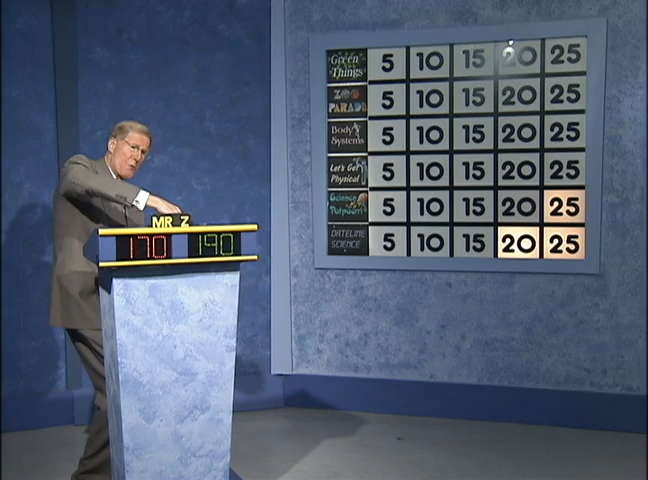 Green Things 5 10 15 20 25
ZOO PARADE 5 10 15 20 25
Body Systems 5 10 15 20 25
Let's Get Physical 5 10 15 20 25
Science Potpourri 5 10 15 20 25
DATELINE SCIENCE 5 10 15 20 25
MR Z
170 190